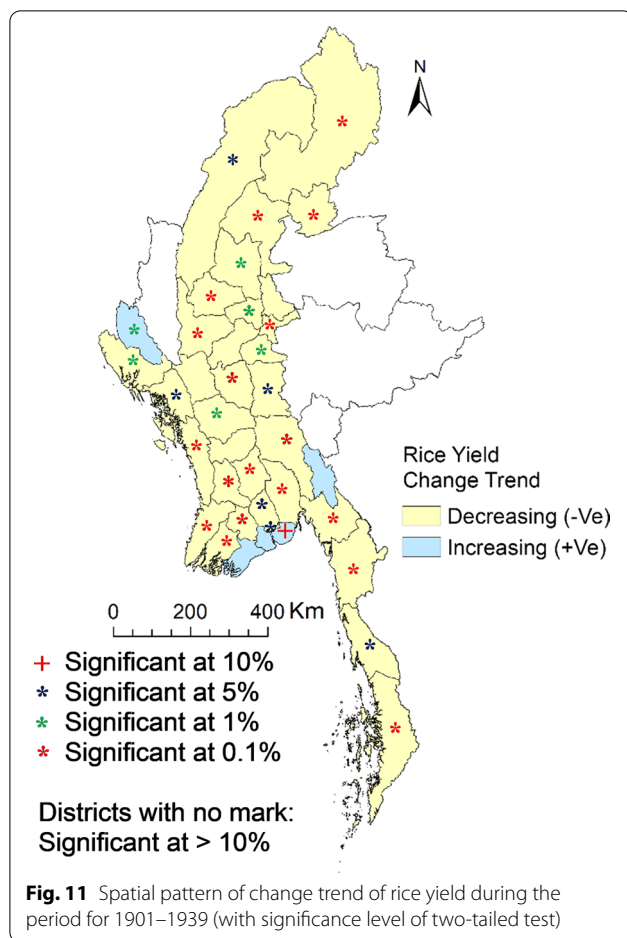 N
Rice Yield
Change Trend
Decreasing (-Ve)
Increasing (+Ve)
0 200 400 Km
+ Significant at 10%
* Significant at 5%
* Significant at 1%
* Significant at 0.1%
Districts with no mark:
Significant at > 10%
Fig. 11 Spatial pattern of change trend of rice yield during the
period for 1901–1939 (with significance level of two-tailed test)